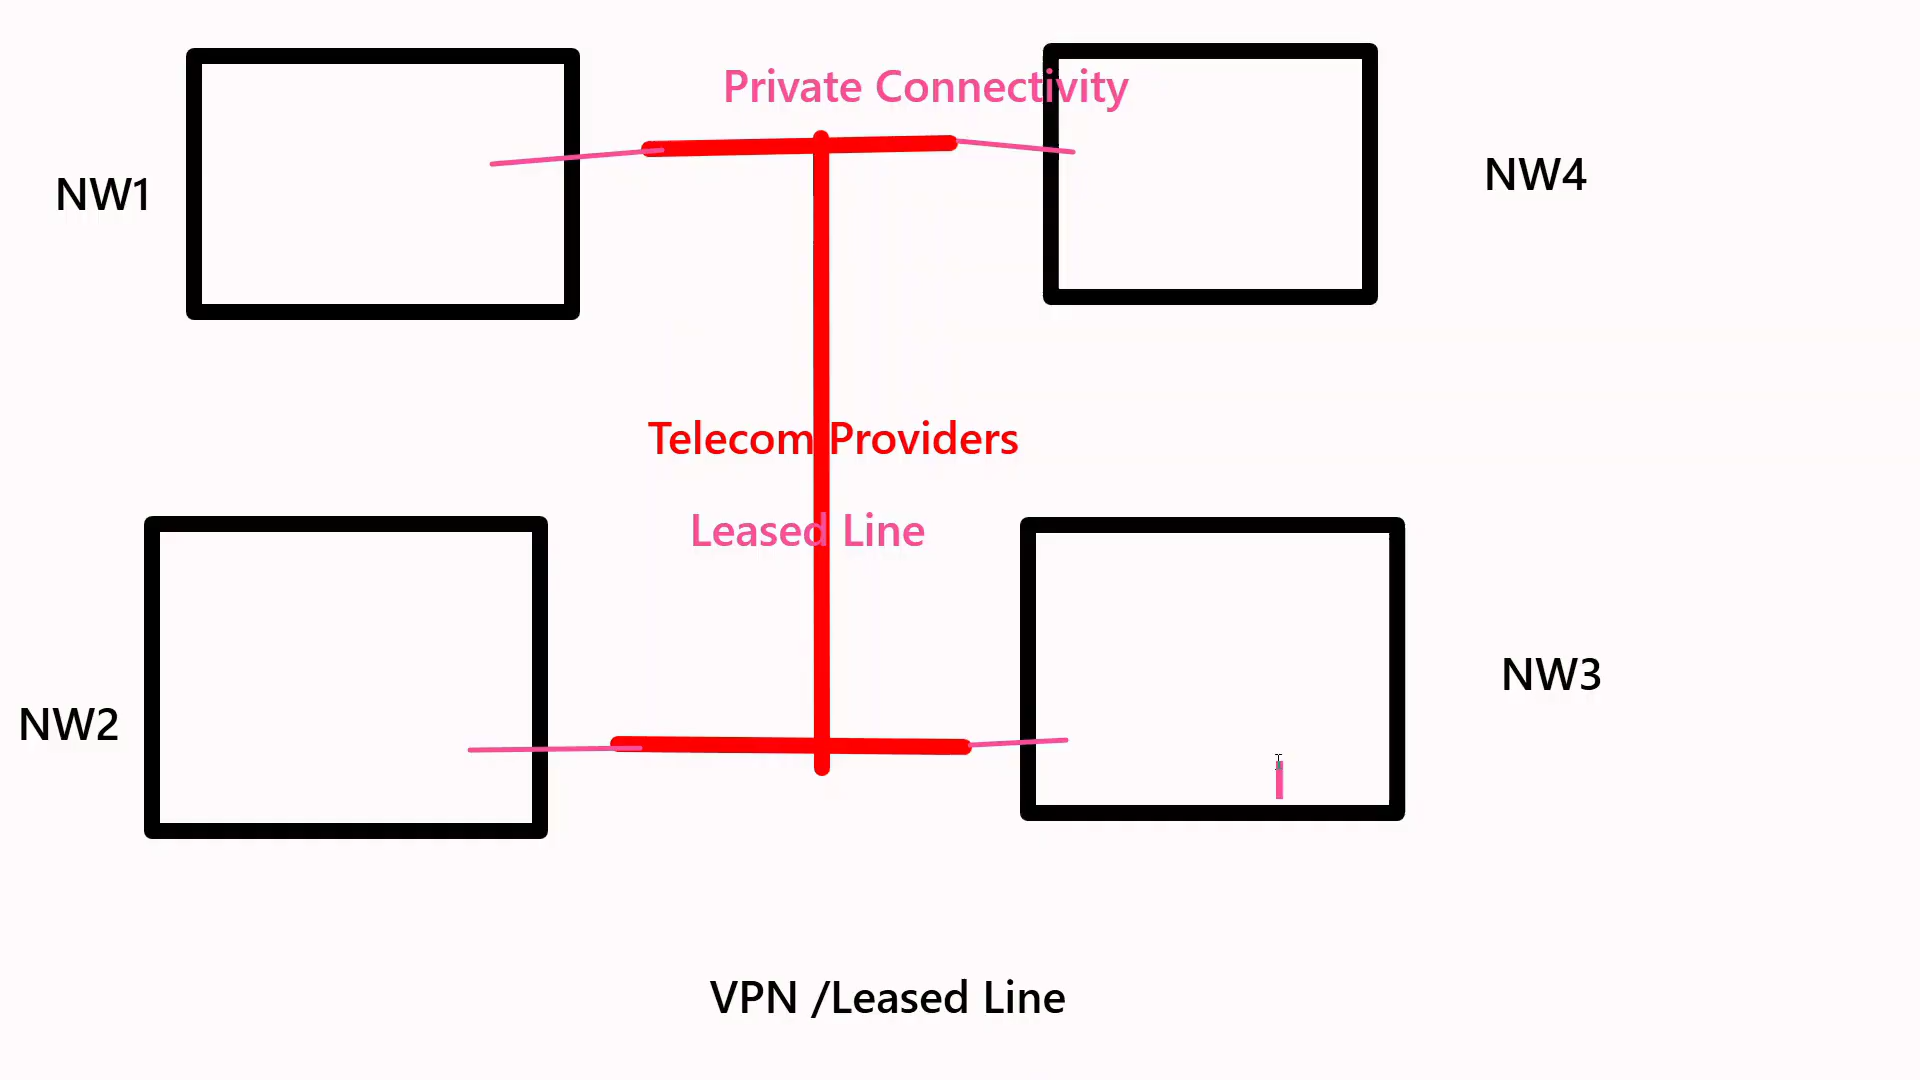 Private Connectivity
NW1
NW4
Telecom Providers
Leased Line
NW2
NW3
VPN /Leased Line